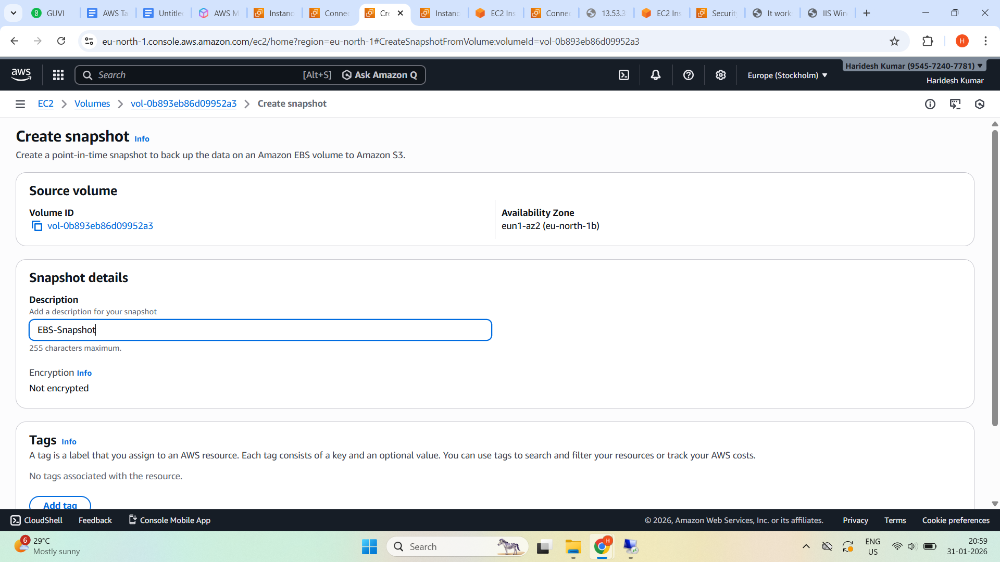 GUVI
AWS Ta
Untitle
AWS M
Instanc
Connec
Cre
Instanc
EC2 Ins
Connec
13.53.3
EC2 Ins
Securit
It work
IIS Win
eu-north-1.console.aws.amazon.com/ec2/home?region=eu-north-1#CreateSnapshotFromVolume:volumeId=vol-0b893eb86d09952a3
H
aws
Search
[Alt+S]
Ask Amazon Q
Europe (Stockholm)
Haridesh Kumar (9545-7240-7781)
Haridesh Kumar
EC2
Volumes
vol-0b893eb86d09952a3
Create snapshot
Create snapshot Info
Create a point-in-time snapshot to back up the data on an Amazon EBS volume to Amazon S3.
Source volume
Volume ID
vol-0b893eb86d09952a3
Availability Zone
eun1-az2 (eu-north-1b)
Snapshot details
Description
Add a description for your snapshot
EBS-Snapshot
255 characters maximum.
Encryption Info
Not encrypted
Tags Info
A tag is a label that you assign to an AWS resource. Each tag consists of a key and an optional value. You can use tags to search and filter your resources or track your AWS costs.
No tags associated with the resource.
Add tag
CloudShell
Feedback
Console Mobile App
© 2026, Amazon Web Services, Inc. or its affiliates.
Privacy
Terms
Cookie preferences
6
29°C
Mostly sunny
Search
H
ENG
US
20:59
31-01-2026